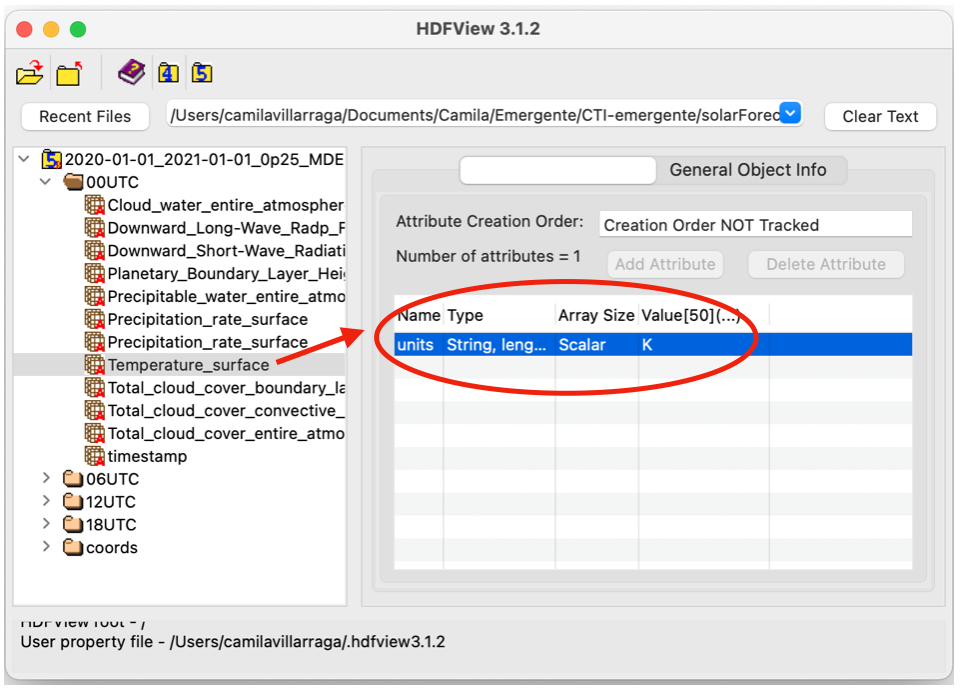 HDFView 3.1.2
4
5
Recent Files
/Users/camilavillarraga/Documents/Camila/Emergente/CTI-emergente/solarForec
Clear Text
2020-01-01_2021-01-01_0p25_MDE
00UTC
Cloud_water_entire_atmospher
Downward_Long-Wave_Radp_F
Downward_Short-Wave_Radiati
Planetary_Boundary_Layer_Hei
Precipitable_water_entire_atmo
Precipitation_rate_surface
Precipitation_rate_surface
Temperature_surface
Total_cloud_cover_boundary_la
Total_cloud_cover_convective_
Total_cloud_cover_entire_atmo
timestamp
06UTC
12UTC
18UTC
coords
General Object Info
Attribute Creation Order: Creation Order NOT Tracked
Number of attributes = 1 Add Attribute Delete Attribute
Name Type Array Size Value[50](...)
units String, leng... Scalar K
HDFView root - /
User property file - /Users/camilavillarraga/.hdfview3.1.2